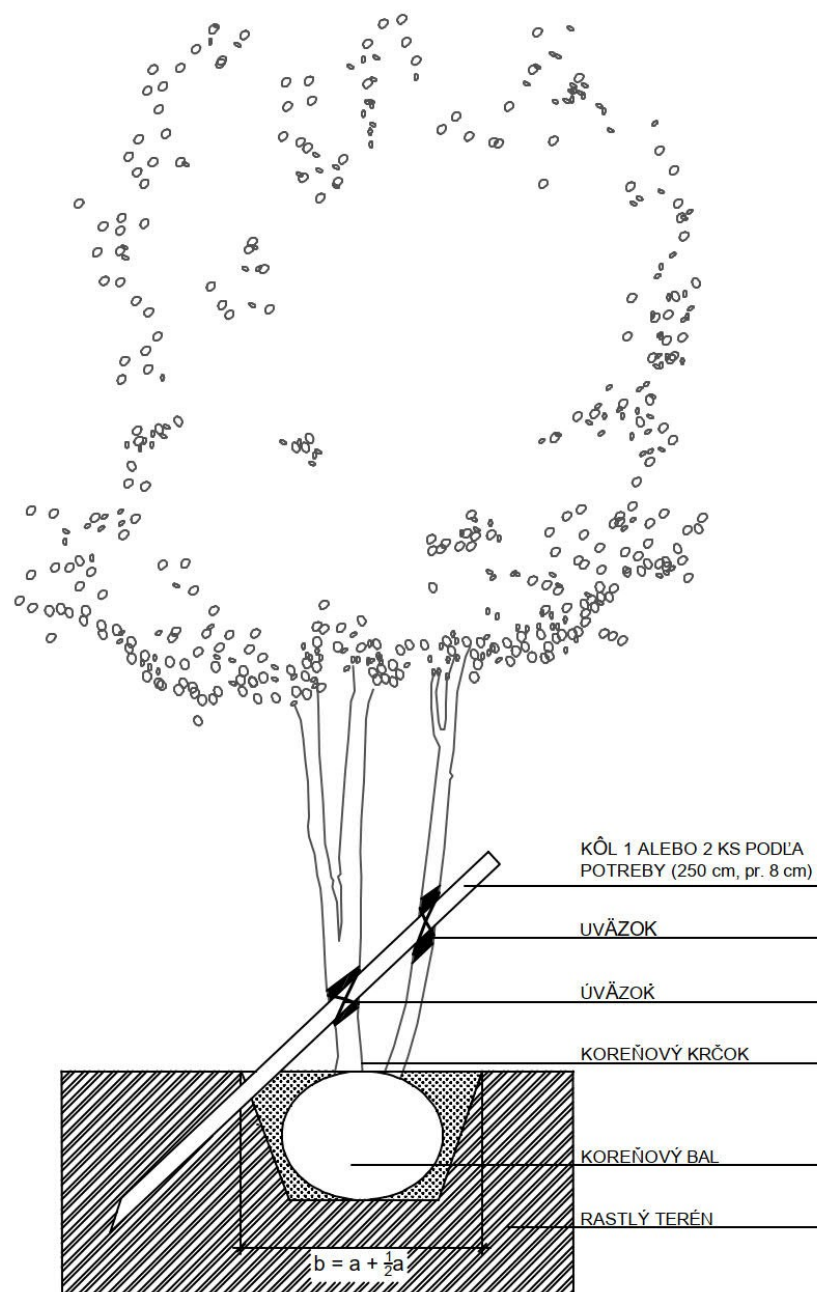 KÔL 1 ALEBO 2 KS PODĽA
POTREBY (250 cm, pr. 8 cm)
UVÄZOK
ÚVÄZOK
KOREŇOVÝ KRČOK
KOREŇOVÝ BAL
RASTLÝ TERÉN
b = a + ½a